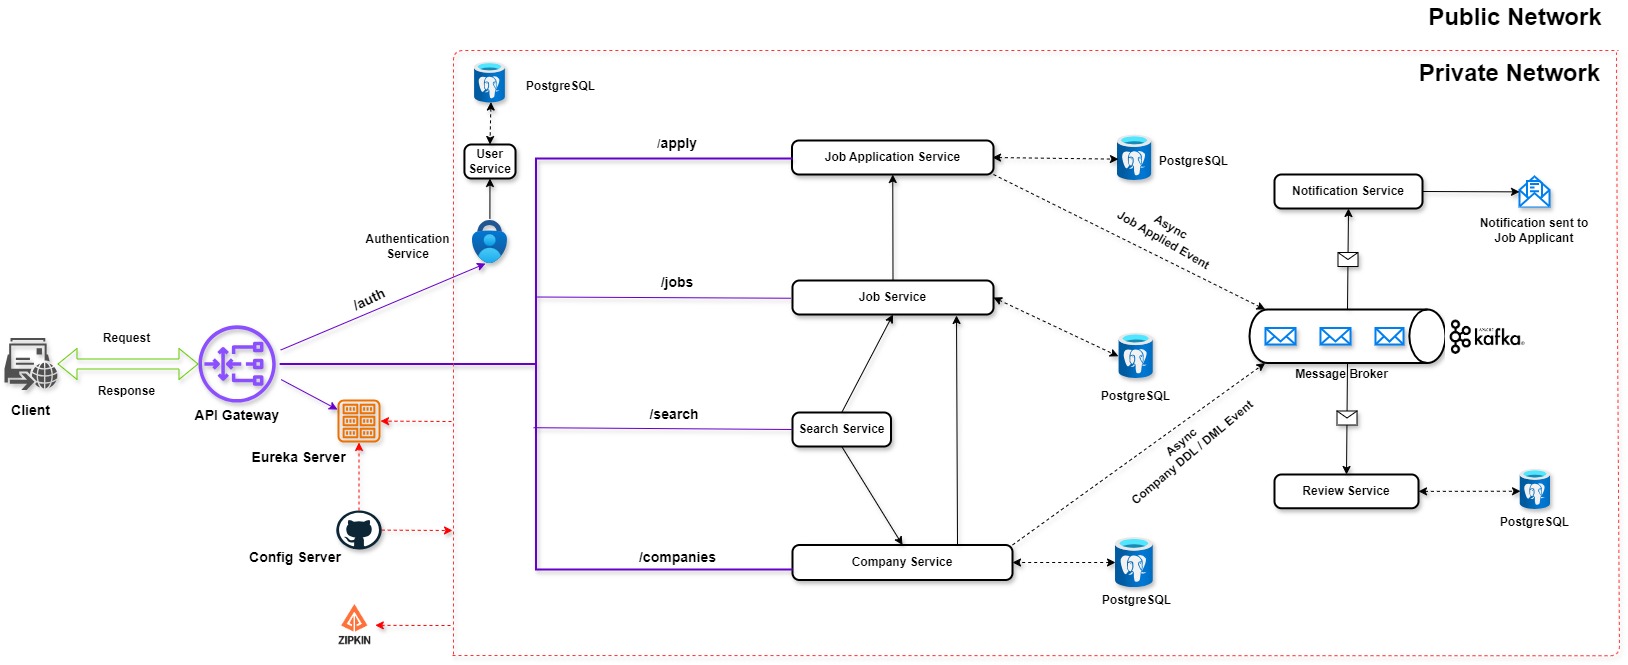 Public Network
Private Network
PostgreSQL
User
Service
/apply
Job Application Service
PostgreSQL
Notification Service
Notification sent to
Job Applicant
Async
Job Applied Event
Authentication
Service
/auth
/jobs
Job Service
Request
Response
Client
API Gateway
kafka
Message Broker
PostgreSQL
/search
Search Service
Eureka Server
Async
Company DDL / DML Event
Review Service
PostgreSQL
Config Server
/companies
Company Service
PostgreSQL
ZIPKIN